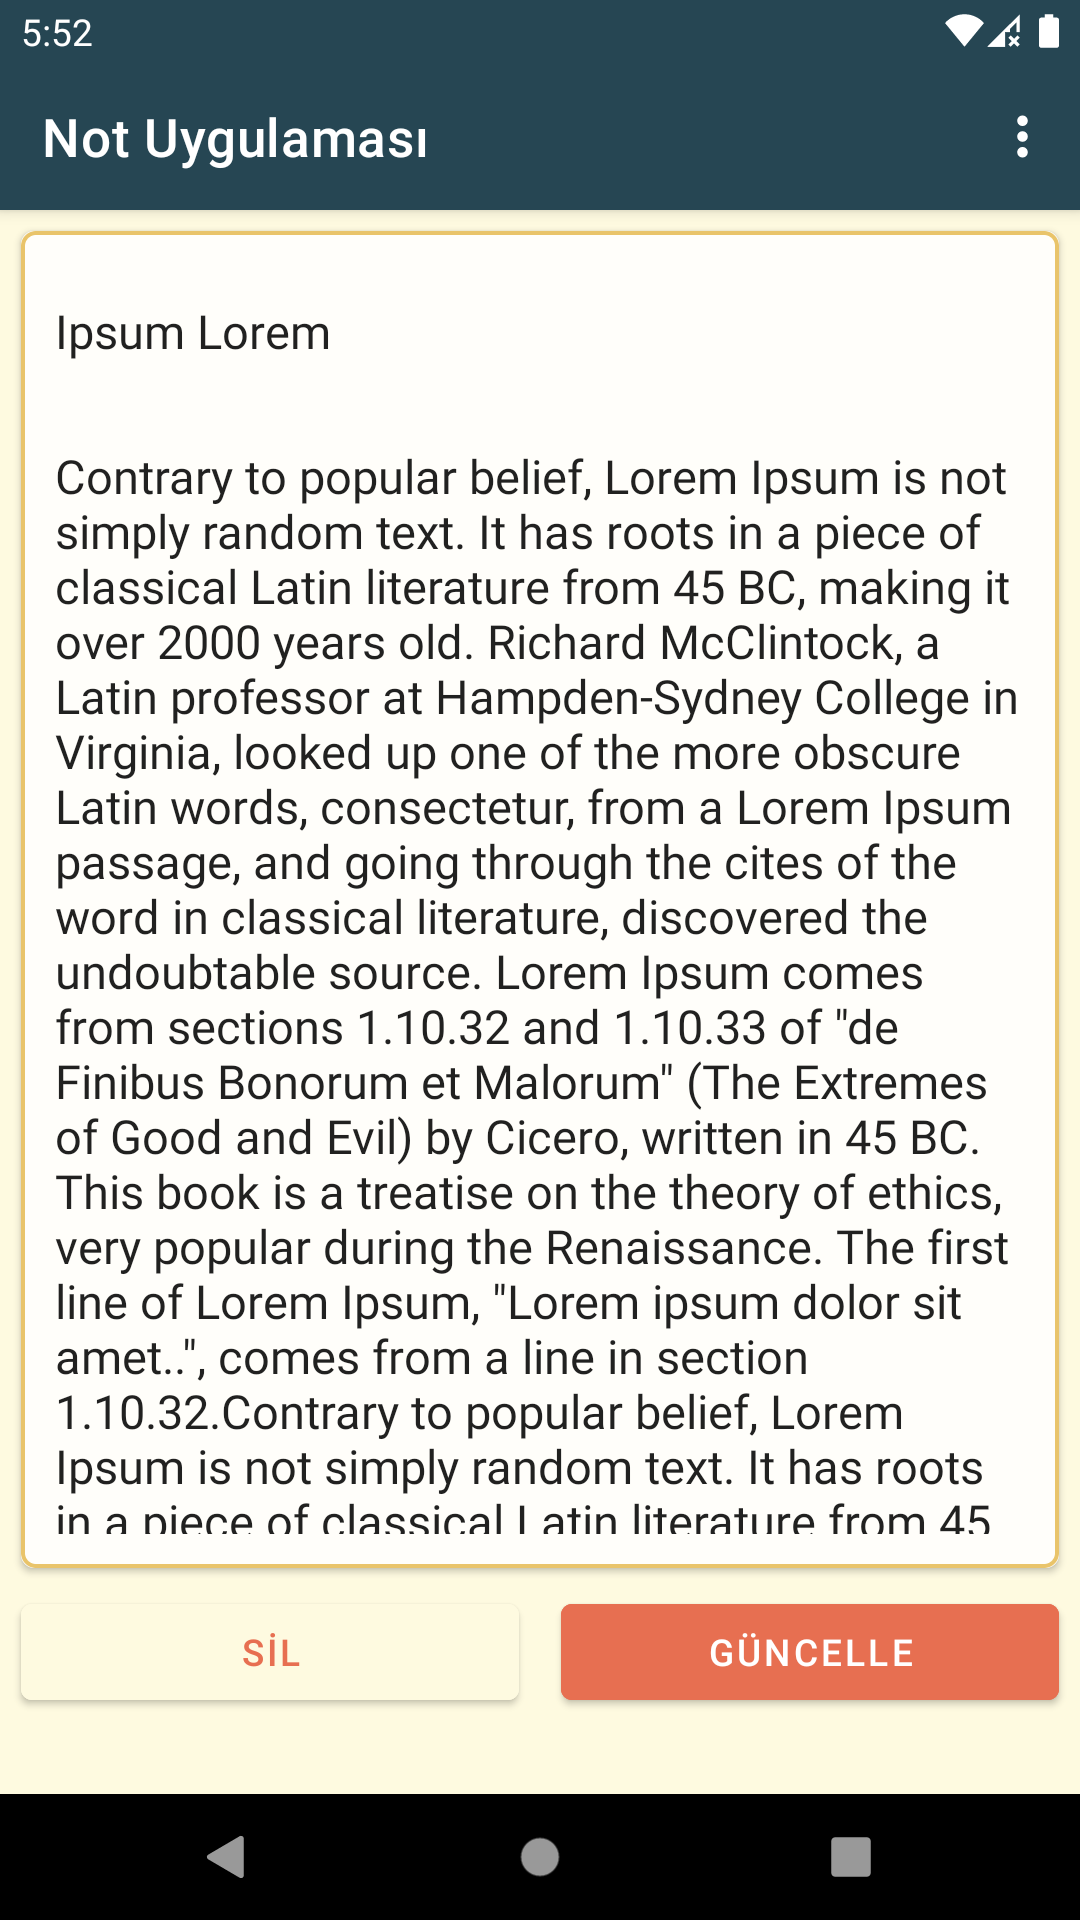 5:52
Not Uygulaması
Ipsum Lorem
Contrary to popular belief, Lorem Ipsum is not
simply random text. It has roots in a piece of
classical Latin literature from 45 BC, making it
over 2000 years old. Richard McClintock, a
Latin professor at Hampden-Sydney College in
Virginia, looked up one of the more obscure
Latin words, consectetur, from a Lorem Ipsum
passage, and going through the cites of the
word in classical literature, discovered the
undoubtable source. Lorem Ipsum comes
from sections 1.10.32 and 1.10.33 of "de
Finibus Bonorum et Malorum" (The Extremes
of Good and Evil) by Cicero, written in 45 BC.
This book is a treatise on the theory of ethics,
very popular during the Renaissance. The first
line of Lorem Ipsum, "Lorem ipsum dolor sit
amet..", comes from a line in section
1.10.32.Contrary to popular belief, Lorem
Ipsum is not simply random text. It has roots
in a piece of classical Latin literature from 45
SİL
GÜNCELLE